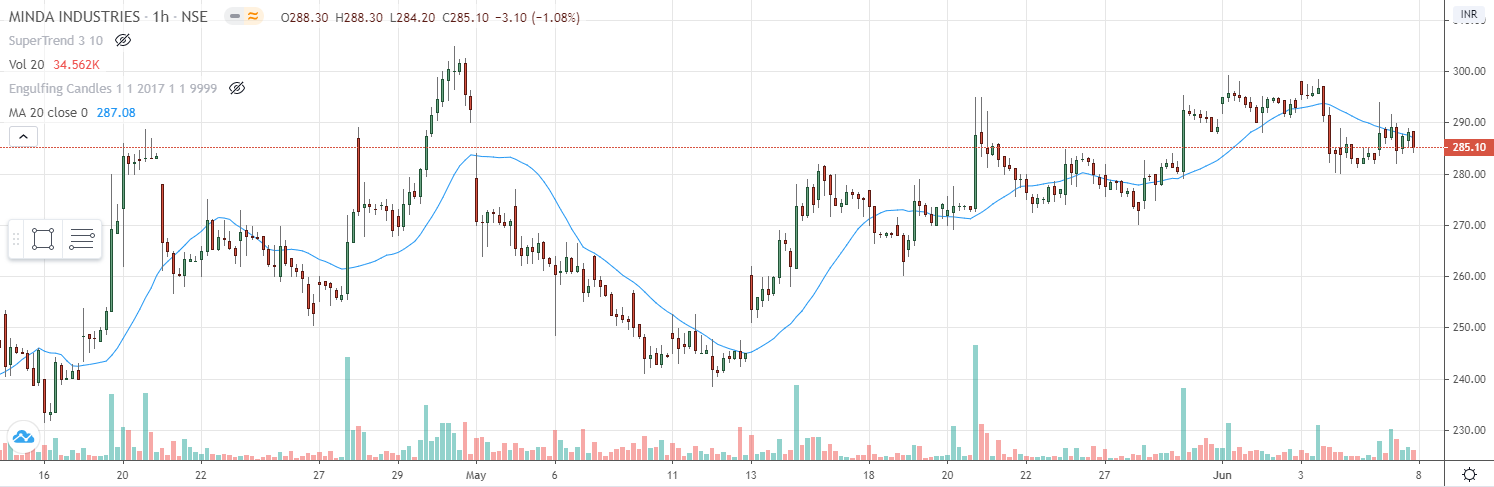 MINDA INDUSTRIES · 1h · NSE O288.30 H288.30 L284.20 C285.10 −3.10 (−1.08%)
INR
SuperTrend 3 10
Vol 20 34.562K
Engulfing Candles 1 1 2017 1 1 9999
MA 20 close 0 287.08
300.00
290.00
285.10
280.00
270.00
260.00
250.00
240.00
230.00
16 20 22 27 29 May 6 11 13 18 20 25 27 Jun 3 8